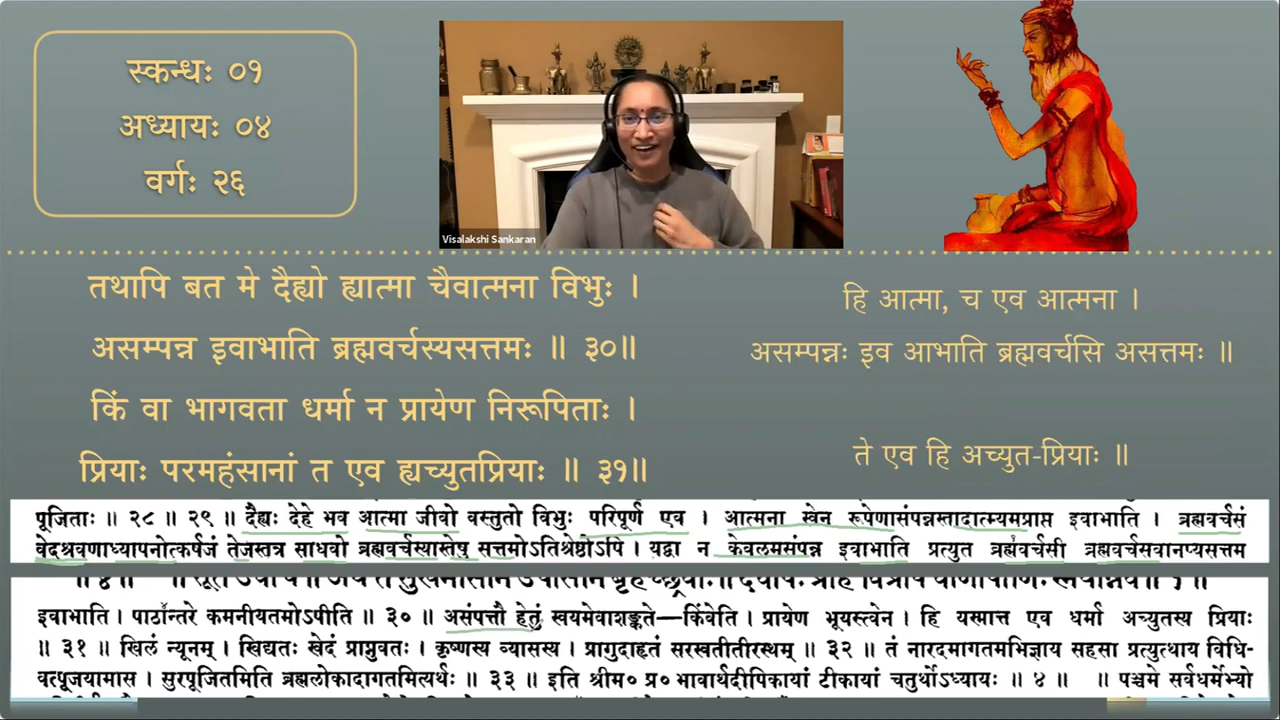 स्कन्धः ०१
अध्यायः ०४
वर्गः २६
Visalakshi Sankaran
तथापि बत मे दैह्यो ह्यात्मा चैवात्मना विभुः ।
असम्पन्न इवाभाति ब्रह्मवर्चस्यसत्तमः ॥ ३०॥
किं वा भागवता धर्मा न प्रायेण निरूपिताः ।
प्रियाः परमहंसानां त एव ह्यच्युतप्रियाः ॥ ३१॥
हि आत्मा, च एव आत्मना ।
असम्पन्नः इव आभाति ब्रह्मवर्चसि असत्तमः ॥
ते एव हि अच्युत-प्रियाः ॥
पूजिताः ॥ २८ ॥ २९ ॥ दैह्यः देहे भव आत्मा जीवो वस्तुतो विभुः परिपूर्ण एव । आत्मना स्वेन रूपेणासंपन्नस्तादात्म्यमप्राप्त इवाभाति । ब्रह्मवर्चसं
वेदश्रवणाध्यापनोत्कर्षजं तेजस्तत्र साधवो ब्रह्मवर्चस्यास्तेषु सत्तमोऽतिश्रेष्ठोऽपि । यद्वा न केवलमसंपन्न इवाभाति प्रत्युत ब्रह्मवर्चसी ब्रह्मवर्चसवानप्यसत्तम
इवाभाति । पाठान्तरे कमनीयतमोऽपीति ॥ ३० ॥ असंपत्तौ हेतुं स्वयमेवाशङ्कते—किंवेति । प्रायेण भूयस्त्वेन । हि यस्मात्त एव धर्मा अच्युतस्य प्रियाः
॥ ३१ ॥ खिलं न्यूनम् । खिद्यतः खेदं प्राप्नुवतः । कृष्णस्य व्यासस्य । प्रागुदाहृतं सरस्वतीतीरस्थम् ॥ ३२ ॥ तं नारदमागतमभिज्ञाय सहसा प्रत्युत्थाय विधि-
वत्पूजयामास । सुरपूजितमिति ब्रह्मलोकादागतमित्यर्थः ॥ ३३ ॥ इति श्रीम० प्र० भावार्थदीपिकायां टीकायां चतुर्थोऽध्यायः ॥ ४ ॥ ॥ पञ्चमे सर्वधर्मेभ्यो